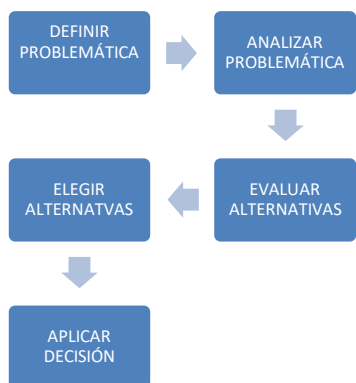 DEFINIR
PROBLEMÁTICA
ANALIZAR
PROBLEMÁTICA
EVALUAR
ALTERNATIVAS
ELEGIR
ALTERNATVAS
APLICAR
DECISIÓN